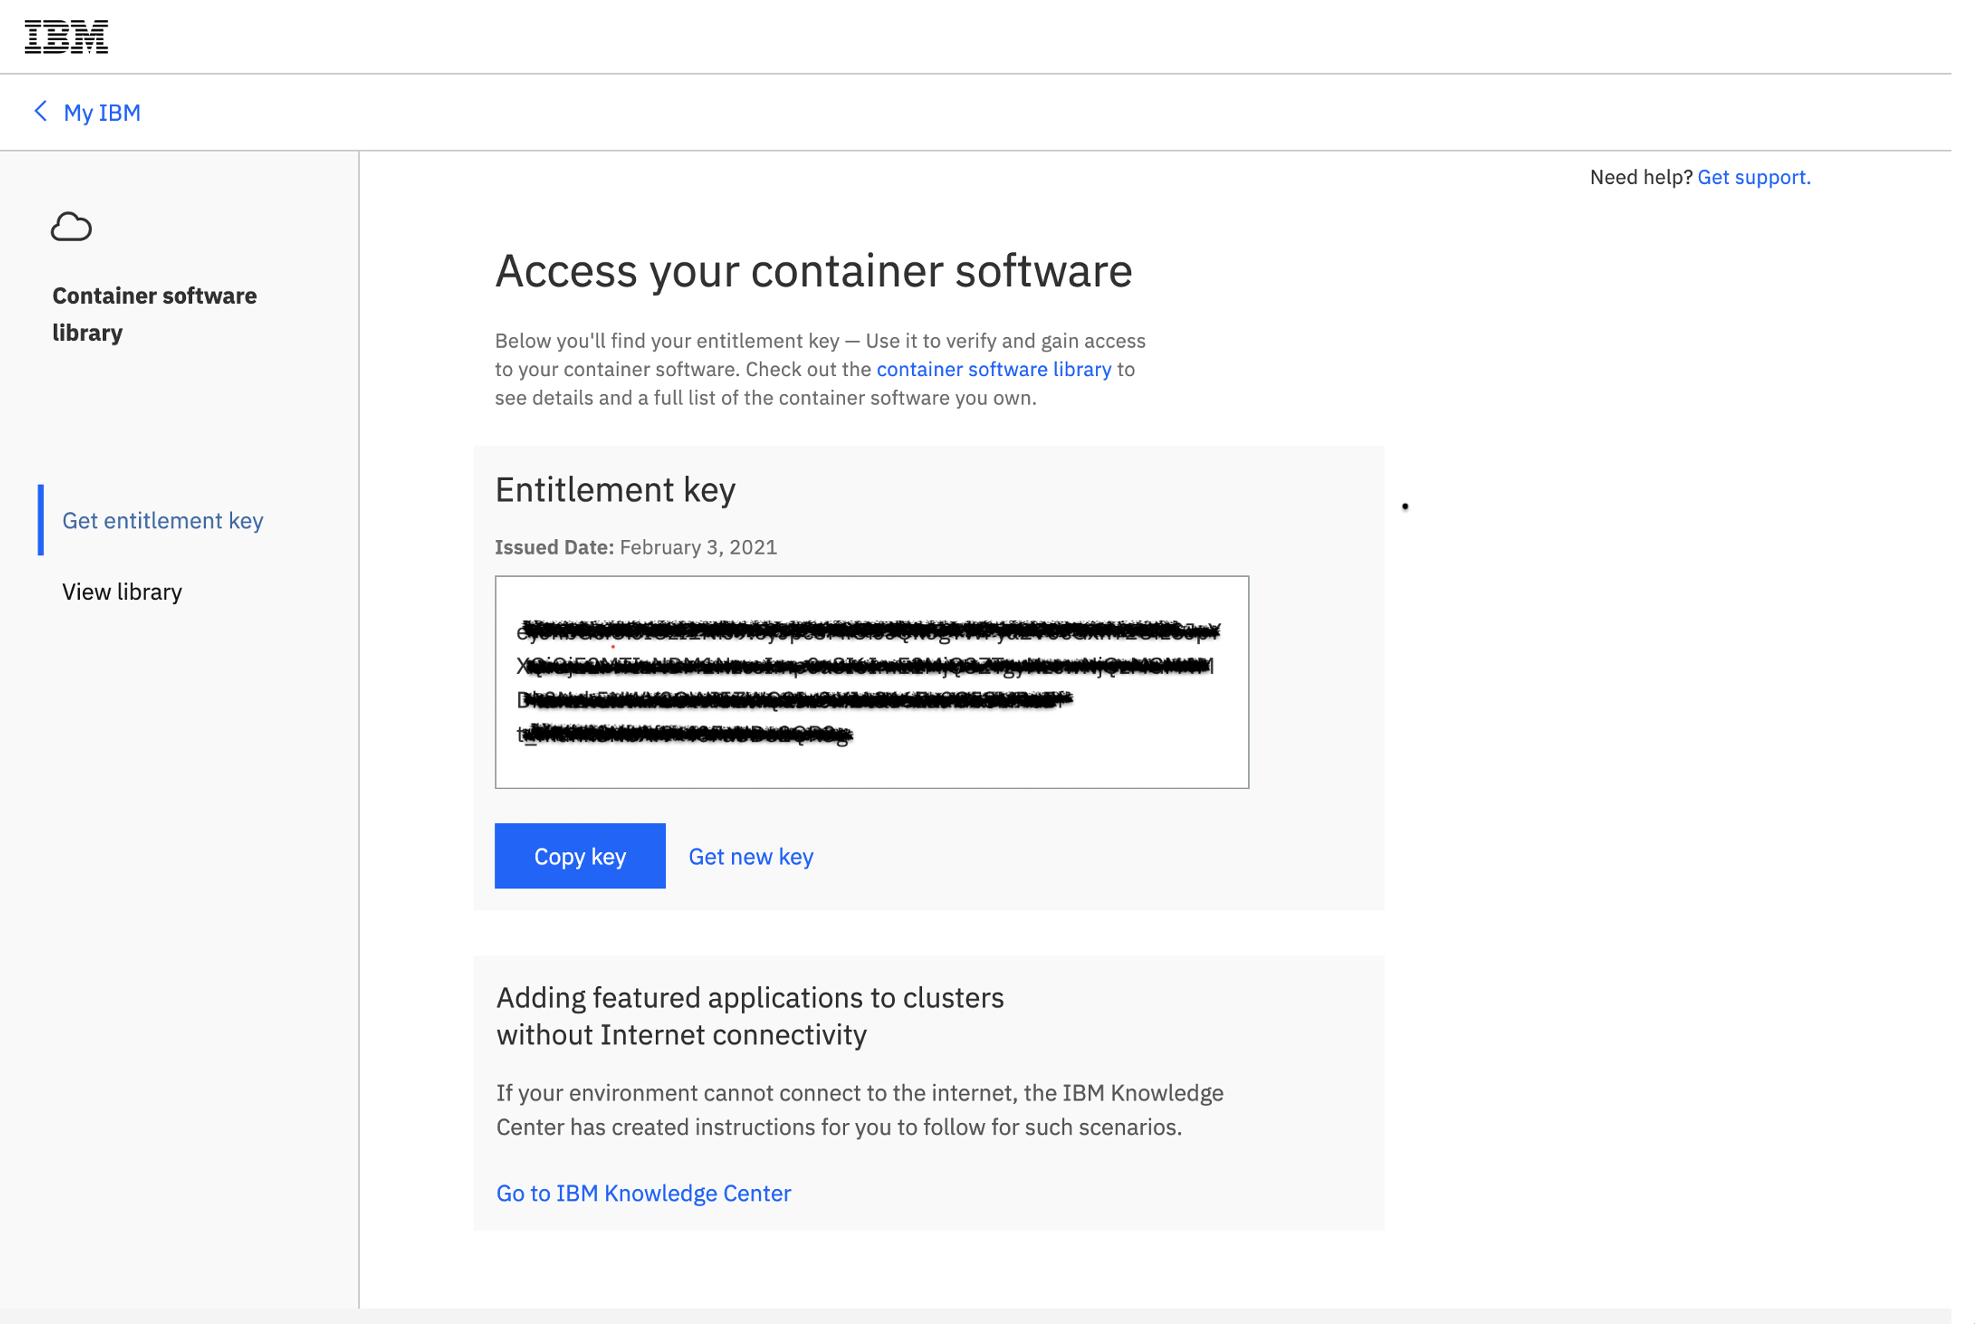 IBM
My IBM
Need help? Get support.
Container software
library
Get entitlement key
View library
Access your container software
Below you'll find your entitlement key — Use it to verify and gain access
to your container software. Check out the container software library to
see details and a full list of the container software you own.
Entitlement key
Issued Date: February 3, 2021
Copy key
Get new key
Adding featured applications to clusters
without Internet connectivity
If your environment cannot connect to the internet, the IBM Knowledge
Center has created instructions for you to follow for such scenarios.
Go to IBM Knowledge Center